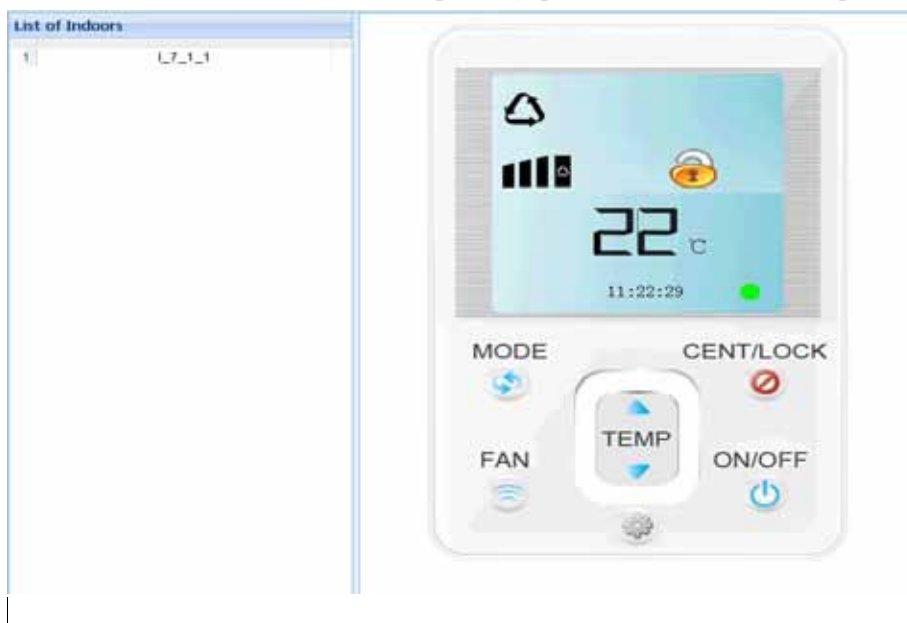 List of Indoors
1 I_7_1_1
22 ℃
11:22:29
MODE
CENT/LOCK
TEMP
FAN
ON/OFF